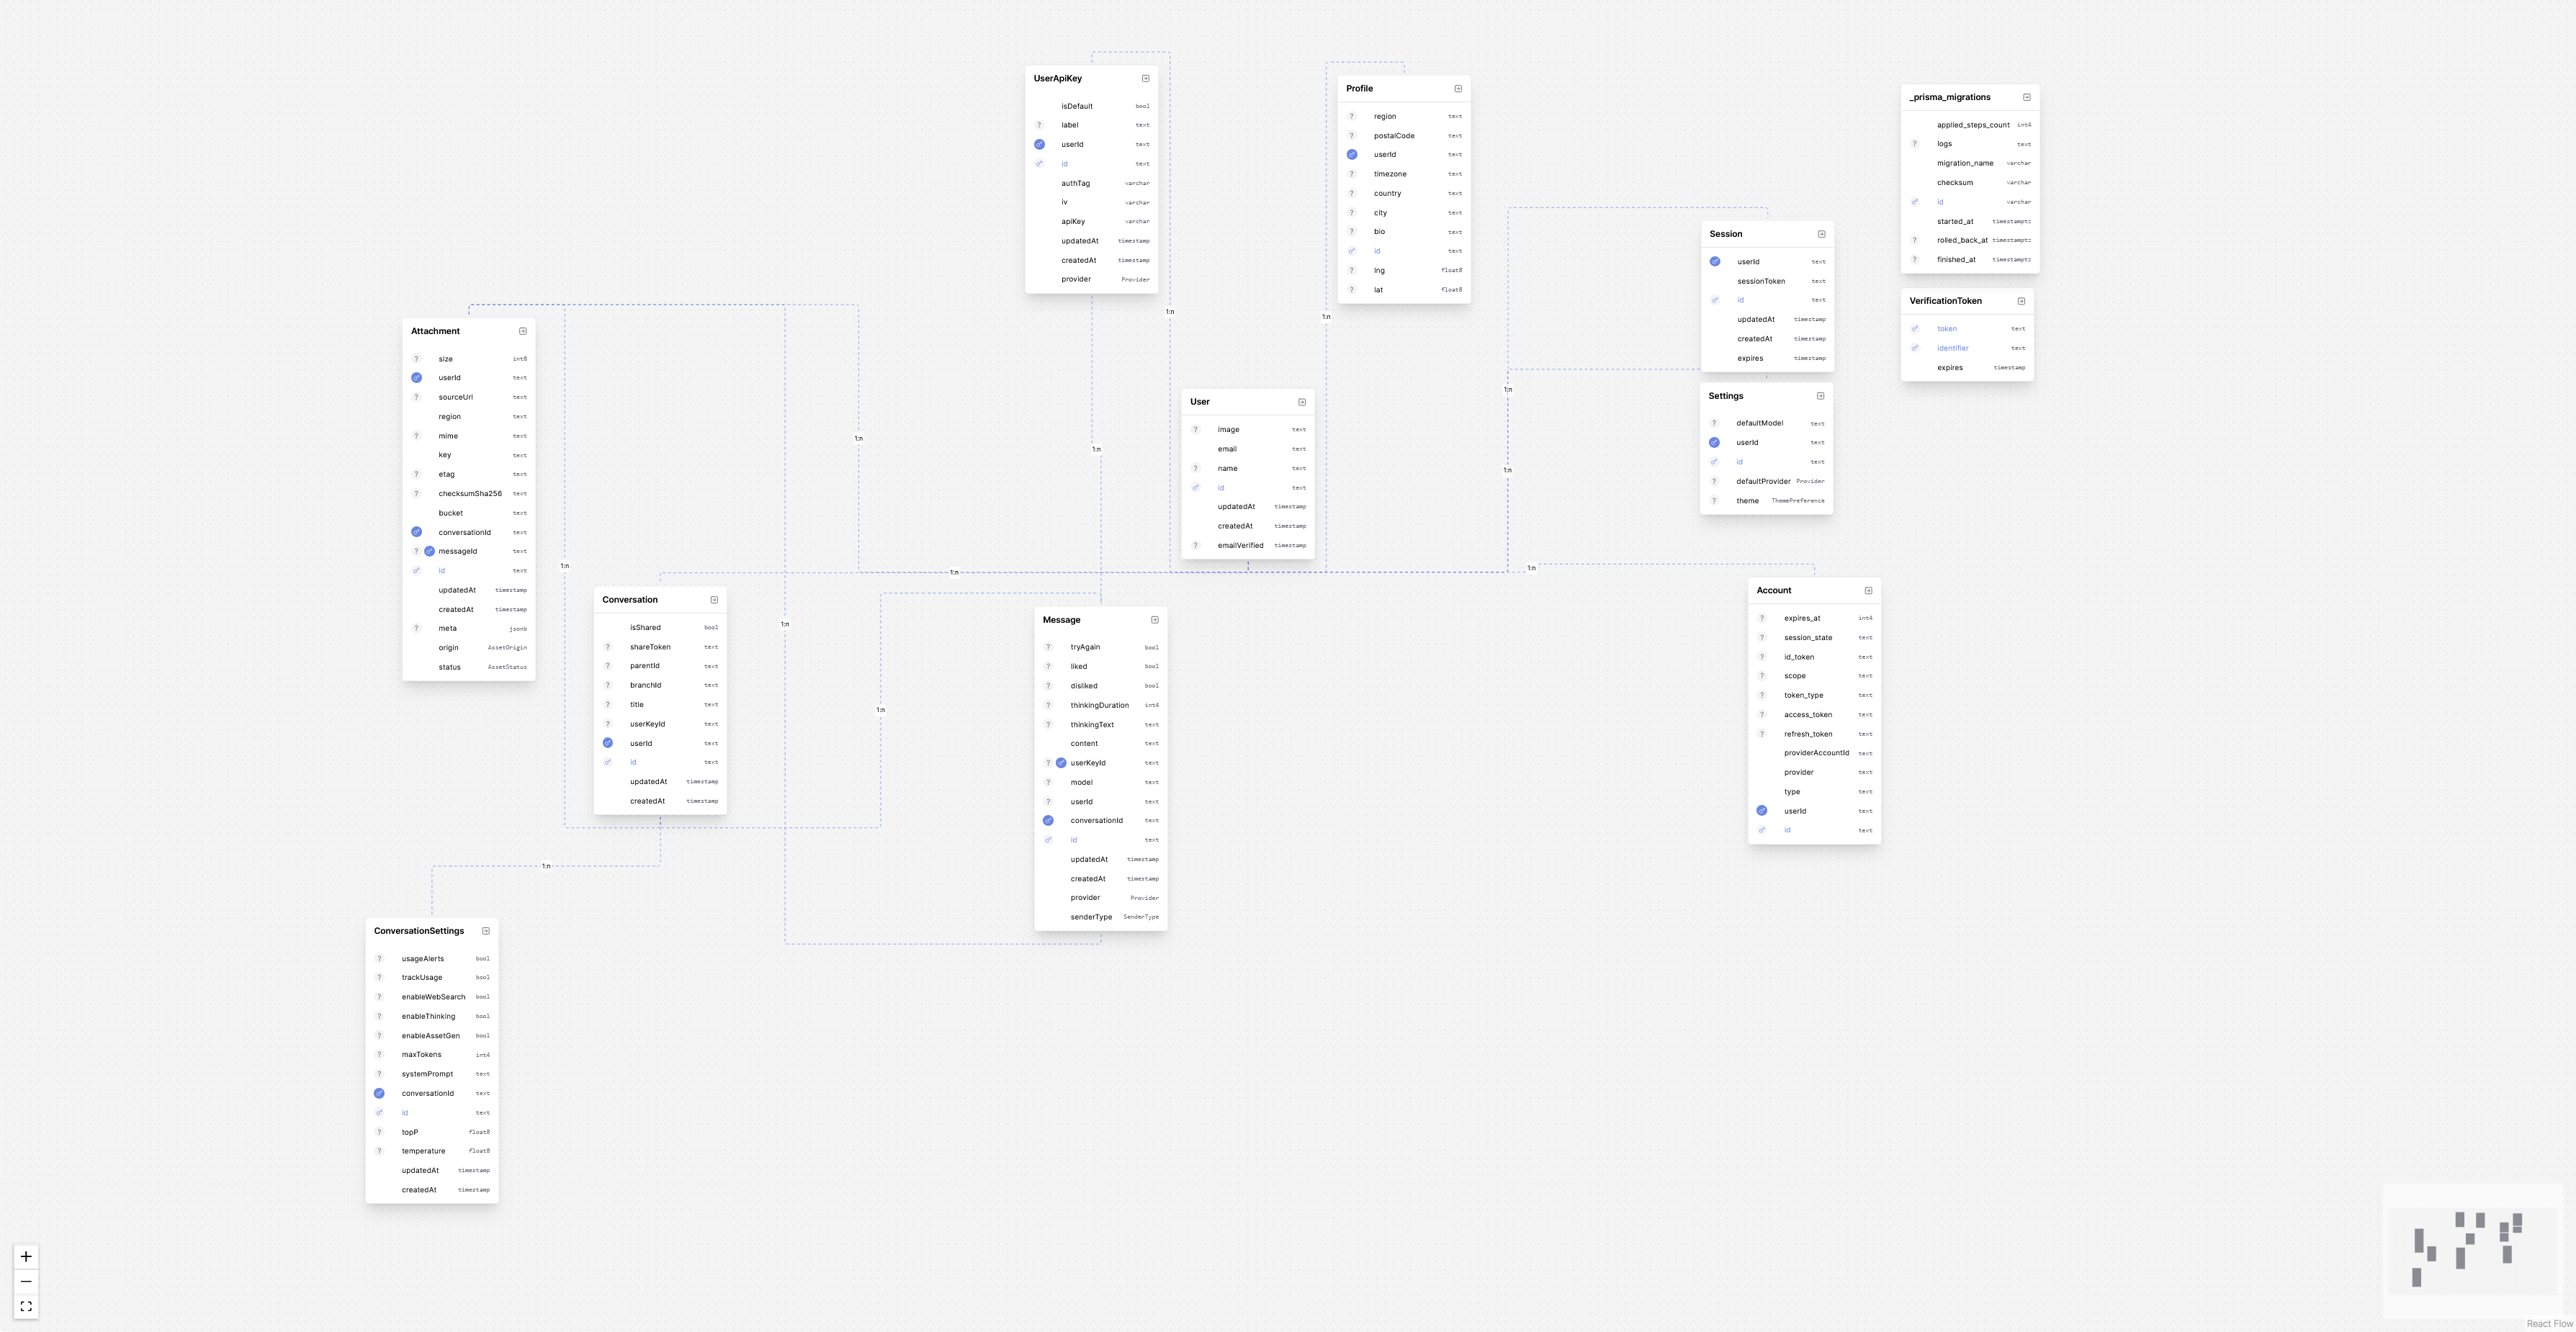 UserApiKey
isDefault bool
? label text
userId text
id text
authTag varchar
iv varchar
apiKey varchar
updatedAt timestamp
createdAt timestamp
provider Provider
Profile
? region text
? postalCode text
userId text
? timezone text
? country text
? city text
? bio text
id text
? lng float8
? lat float8
_prisma_migrations
applied_steps_count int4
? logs text
migration_name varchar
checksum varchar
id varchar
started_at timestamptz
? rolled_back_at timestamptz
? finished_at timestamptz
Session
userId text
sessionToken text
id text
updatedAt timestamp
createdAt timestamp
expires timestamp
VerificationToken
token text
identifier text
expires timestamp
1:n
1:n
Attachment
? size int8
userId text
? sourceUrl text
region text
? mime text
key text
? etag text
? checksumSha256 text
bucket text
conversationId text
? messageId text
id text
updatedAt timestamp
createdAt timestamp
? meta jsonb
origin AssetOrigin
status AssetStatus
User
? image text
email text
? name text
id text
updatedAt timestamp
createdAt timestamp
? emailVerified timestamp
Settings
? defaultModel text
userId text
id text
? defaultProvider Provider
? theme ThemePreference
1:n
1:n
1:n
1:n
1:n
1:n
1:n
Conversation
isShared bool
? shareToken text
? parentId text
? branchId text
? title text
? userKeyId text
userId text
id text
updatedAt timestamp
createdAt timestamp
1:n
1:n
Message
? tryAgain bool
? liked bool
? disliked bool
? thinkingDuration int4
? thinkingText text
content text
? userKeyId text
? model text
? userId text
conversationId text
id text
updatedAt timestamp
createdAt timestamp
provider Provider
senderType SenderType
Account
? expires_at int4
? session_state text
? id_token text
? scope text
? token_type text
? access_token text
? refresh_token text
providerAccountId text
provider text
type text
userId text
id text
1:n
ConversationSettings
? usageAlerts bool
? trackUsage bool
? enableWebSearch bool
? enableThinking bool
? enableAssetGen bool
? maxTokens int4
? systemPrompt text
conversationId text
id text
? topP float8
? temperature float8
updatedAt timestamp
createdAt timestamp
React Flow